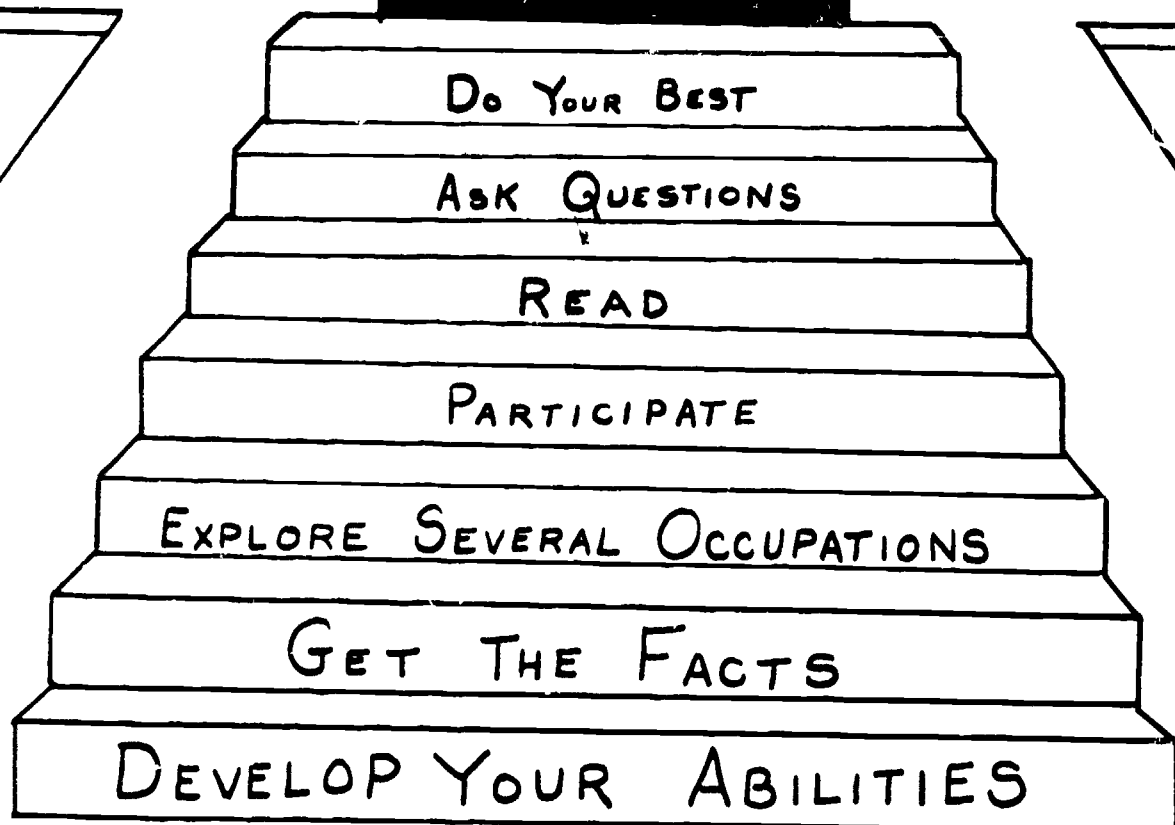 Do Your Best
Ask Questions
Read
Participate
Explore Several Occupations
Get The Facts
Develop Your Abilities